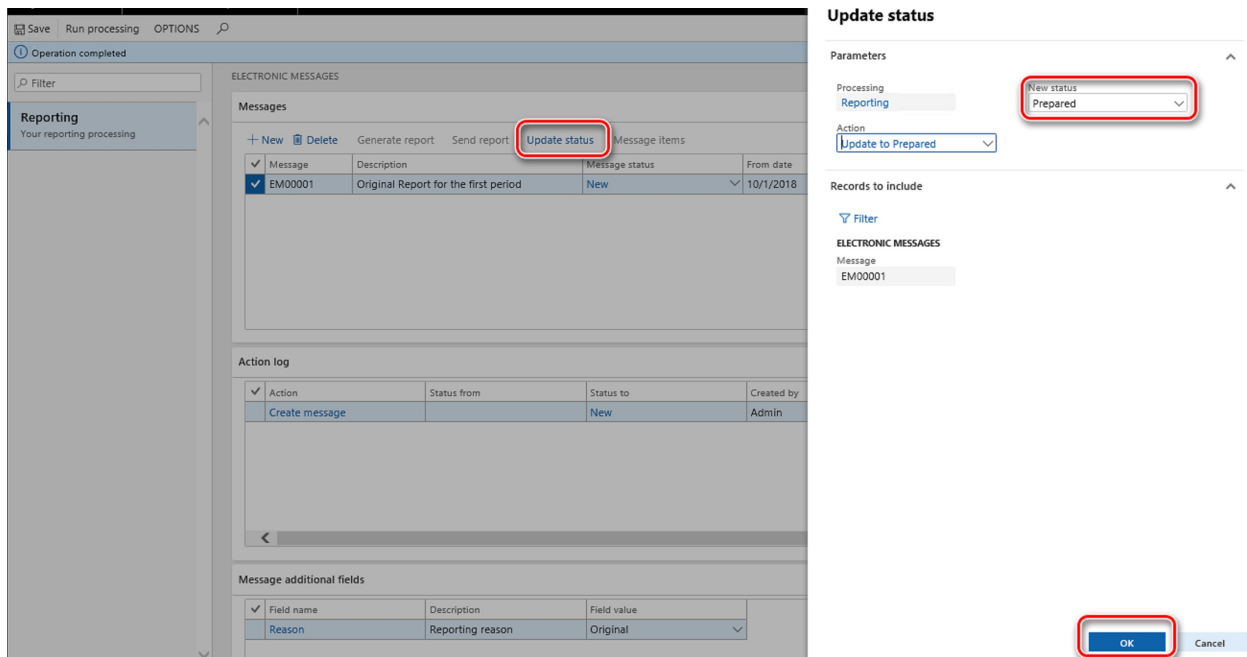 Save Run processing OPTIONS
Operation completed
Filter
Reporting
Your reporting processing
ELECTRONIC MESSAGES
Messages
New Delete Generate report Send report Update status Message items
Message Description Message status From date
EM00001 Original Report for the first period New 10/1/2018
Action log
Action Status from Status to Created by
Create message New Admin
Message additional fields
Field name Description Field value
Reason Reporting reason Original
Update status
Parameters
Processing
Reporting
New status
Prepared
Action
Update to Prepared
Records to include
Filter
ELECTRONIC MESSAGES
Message
EM00001
OK Cancel